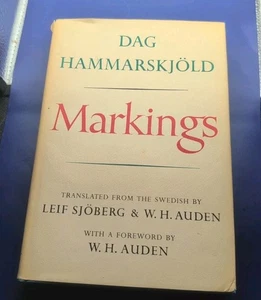 DAG
HAMMARSKJÖLD
Markings
TRANSLATED FROM THE SWEDISH BY
LEIF SJÖBERG & W. H. AUDEN
WITH A FOREWORD BY
W. H. AUDEN